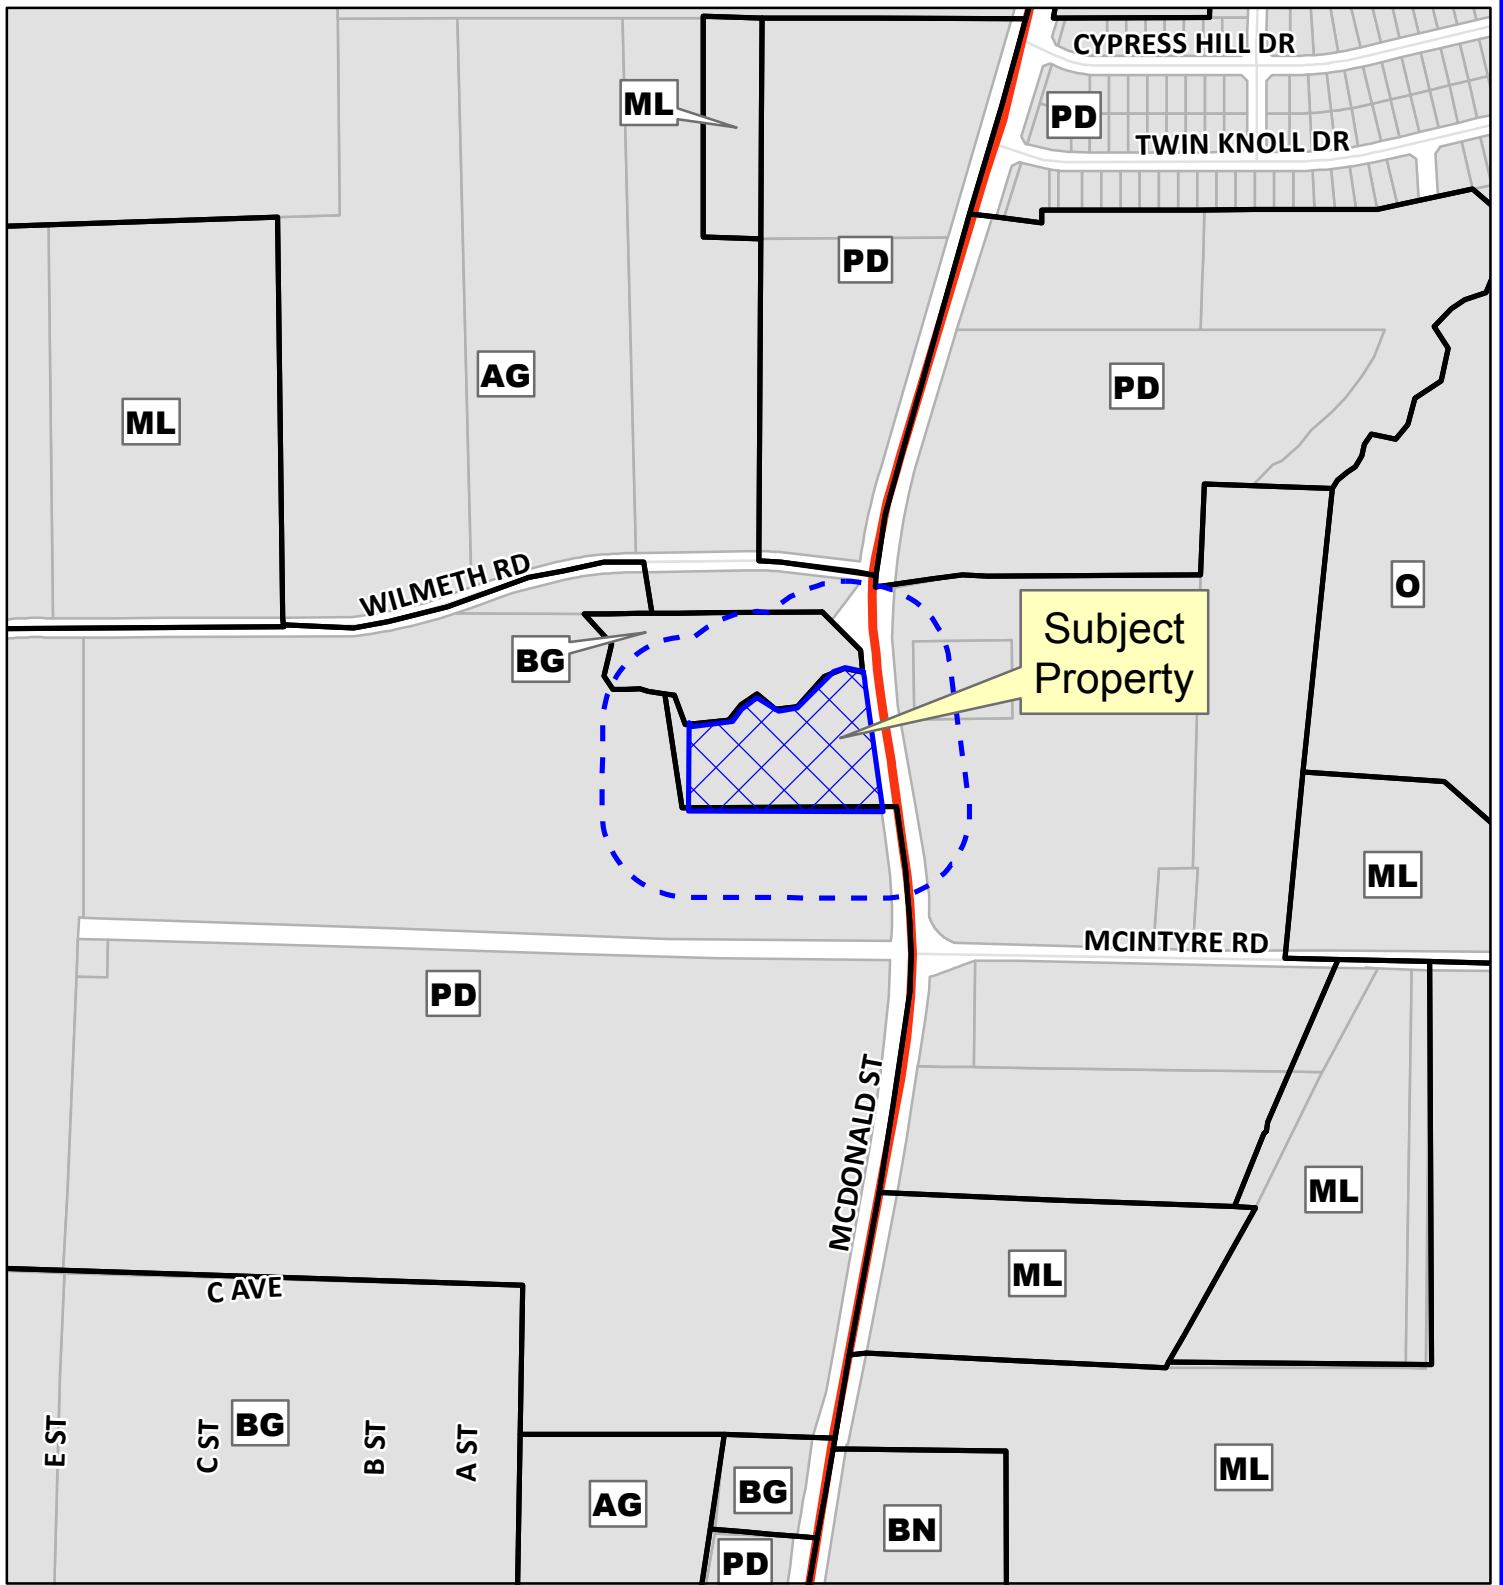 CYPRESS HILL DR
ML
PD
TWIN KNOLL DR
PD
AG
PD
ML
WILMETH RD
O
BG
Subject
Property
ML
MCINTYRE RD
PD
MCDONALD ST
ML
ML
C AVE
E ST
C ST
BG
B ST
A ST
ML
AG
BG
BN
PD